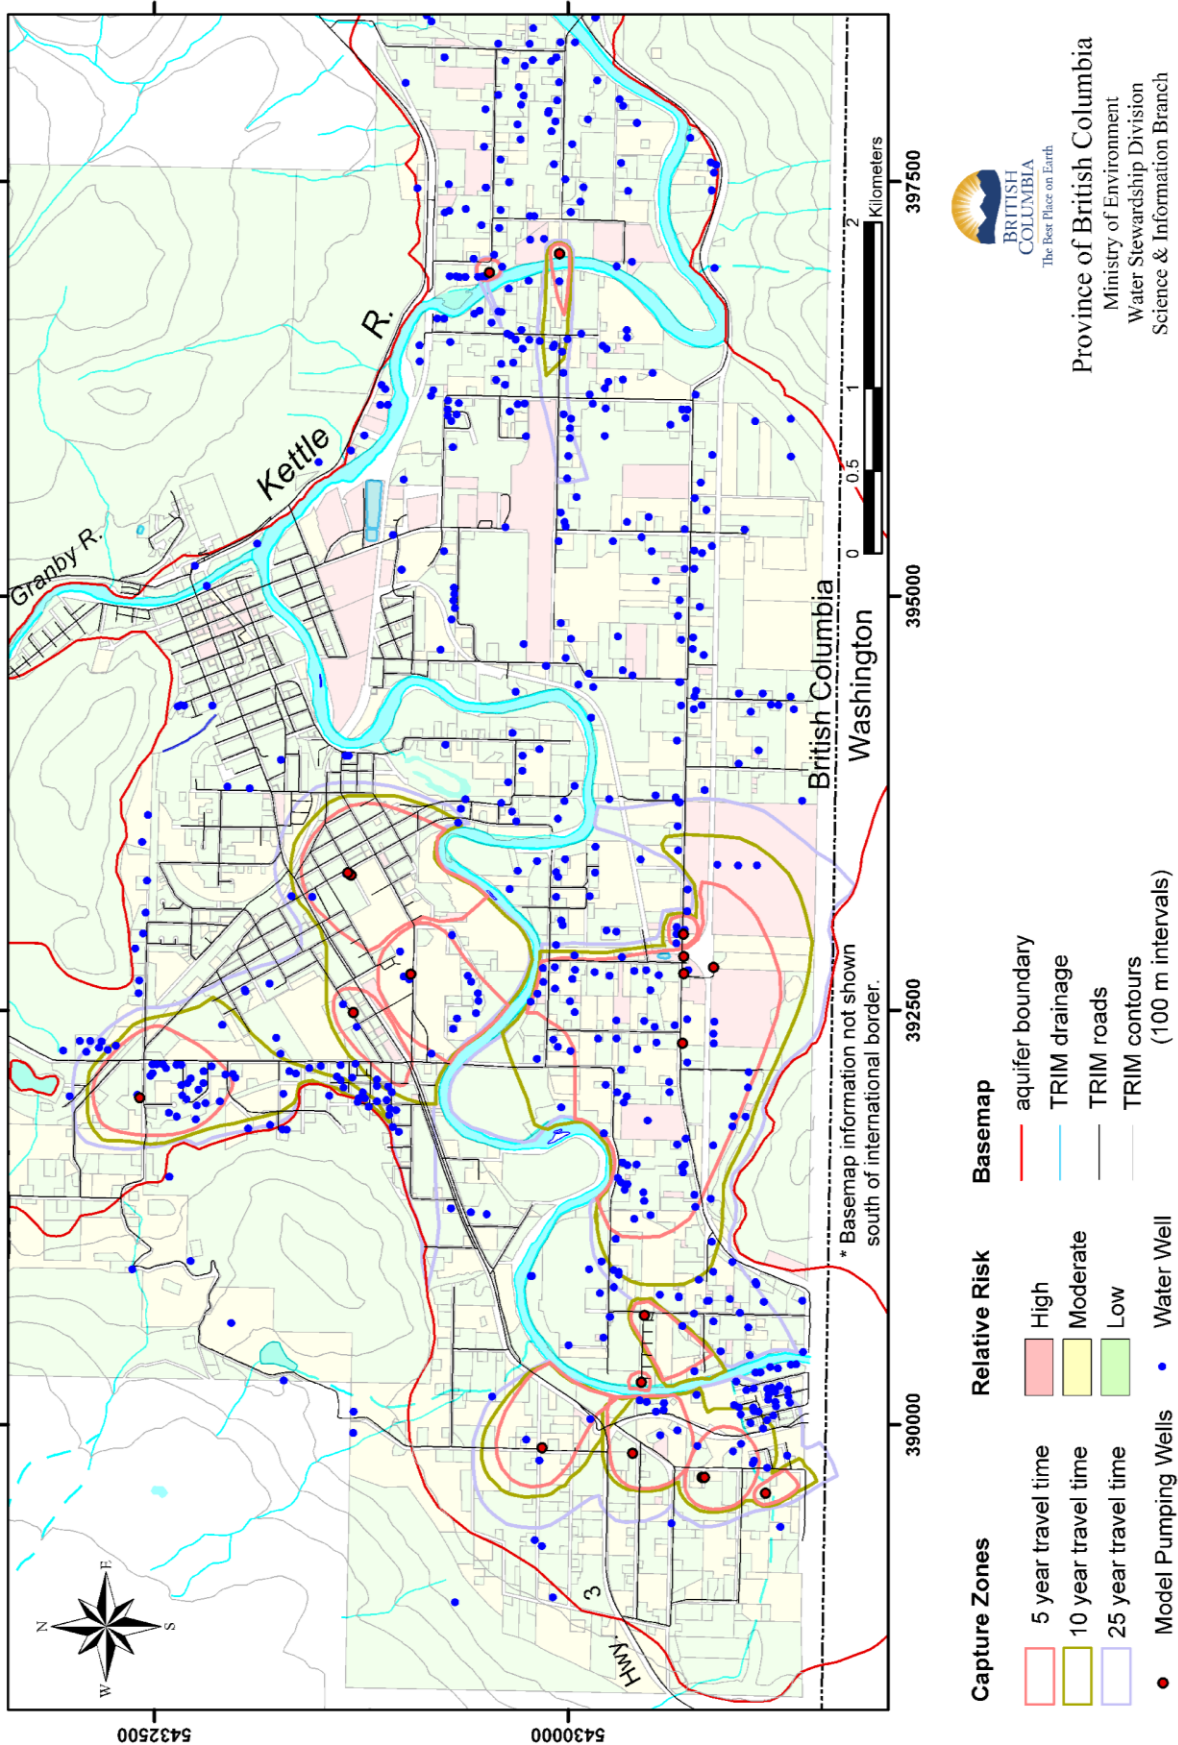 Granby R.
Kettle
R.
Hwy.
3
N
W
E
S
5432500
5430000
British Columbia
Washington
* Basemap information not shown
south of international border.
0
0.5
1
2
Kilometers
390000
392500
395000
397500
Capture Zones
5 year travel time
10 year travel time
25 year travel time
Model Pumping Wells
Relative Risk
High
Moderate
Low
Water Well
Basemap
aquifer boundary
TRIM drainage
TRIM roads
TRIM contours
(100 m intervals)
BRITISH
COLUMBIA
The Best Place on Earth
Province of British Columbia
Ministry of Environment
Water Stewardship Division
Science & Information Branch